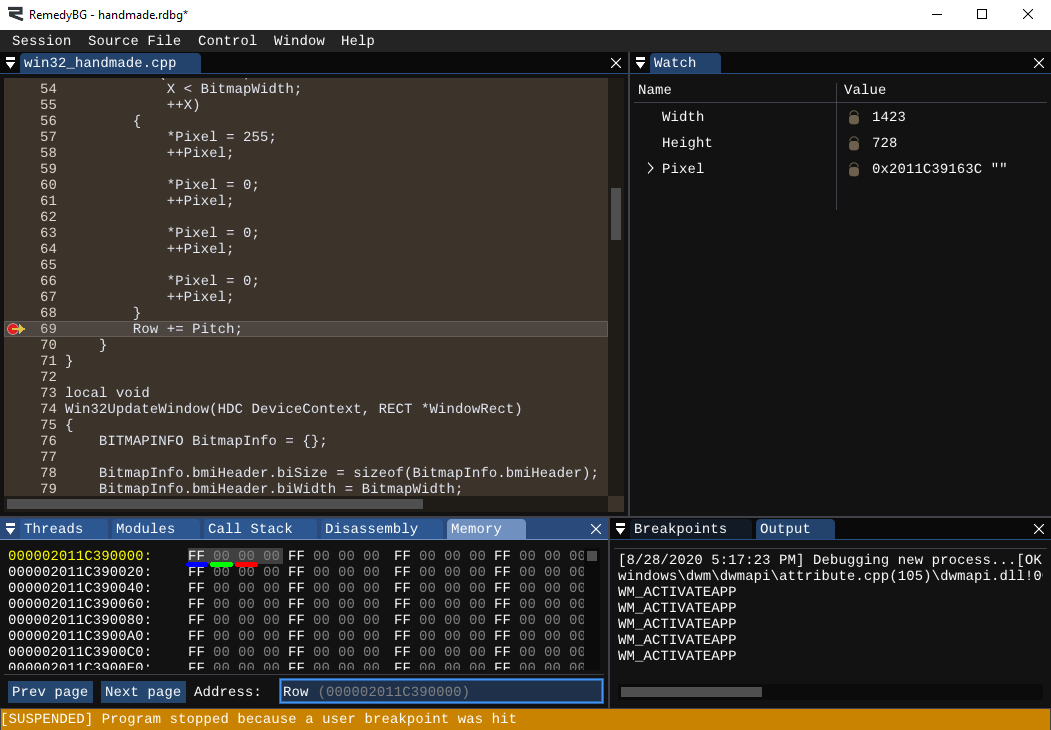 RemedyBG - handmade.rdbg*
Session Source File Control Window Help
win32_handmade.cpp
54 X < BitmapWidth;
55 ++X)
56 {
57 *Pixel = 255;
58 ++Pixel;
59
60 *Pixel = 0;
61 ++Pixel;
62
63 *Pixel = 0;
64 ++Pixel;
65
66 *Pixel = 0;
67 ++Pixel;
68 }
69 Row += Pitch;
70 }
71 }
72
73 local void
74 Win32UpdateWindow(HDC DeviceContext, RECT *WindowRect)
75 {
76 BITMAPINFO BitmapInfo = {};
77
78 BitmapInfo.bmiHeader.biSize = sizeof(BitmapInfo.bmiHeader);
79 BitmapInfo.bmiHeader.biWidth = BitmapWidth;
Watch
Name Value
Width 1423
Height 728
Pixel 0x2011C39163C ""
Threads Modules Call Stack Disassembly Memory
000002011C390000: FF 00 00 00 FF 00 00 00 FF 00 00 00 FF 00 00 00
000002011C390020: FF 00 00 00 FF 00 00 00 FF 00 00 00 FF 00 00 00
000002011C390040: FF 00 00 00 FF 00 00 00 FF 00 00 00 FF 00 00 00
000002011C390060: FF 00 00 00 FF 00 00 00 FF 00 00 00 FF 00 00 00
000002011C390080: FF 00 00 00 FF 00 00 00 FF 00 00 00 FF 00 00 00
000002011C3900A0: FF 00 00 00 FF 00 00 00 FF 00 00 00 FF 00 00 00
000002011C3900C0: FF 00 00 00 FF 00 00 00 FF 00 00 00 FF 00 00 00
000002011C3900E0: FF 00 00 00 FF 00 00 00 FF 00 00 00 FF 00 00 00
Prev page Next page Address: Row (000002011C390000)
Breakpoints Output
[8/28/2020 5:17:23 PM] Debugging new process...[OK
windows\dwm\dwmapi\attribute.cpp(105)\dwmapi.dll!0
WM_ACTIVATEAPP
WM_ACTIVATEAPP
WM_ACTIVATEAPP
WM_ACTIVATEAPP
WM_ACTIVATEAPP
[SUSPENDED] Program stopped because a user breakpoint was hit